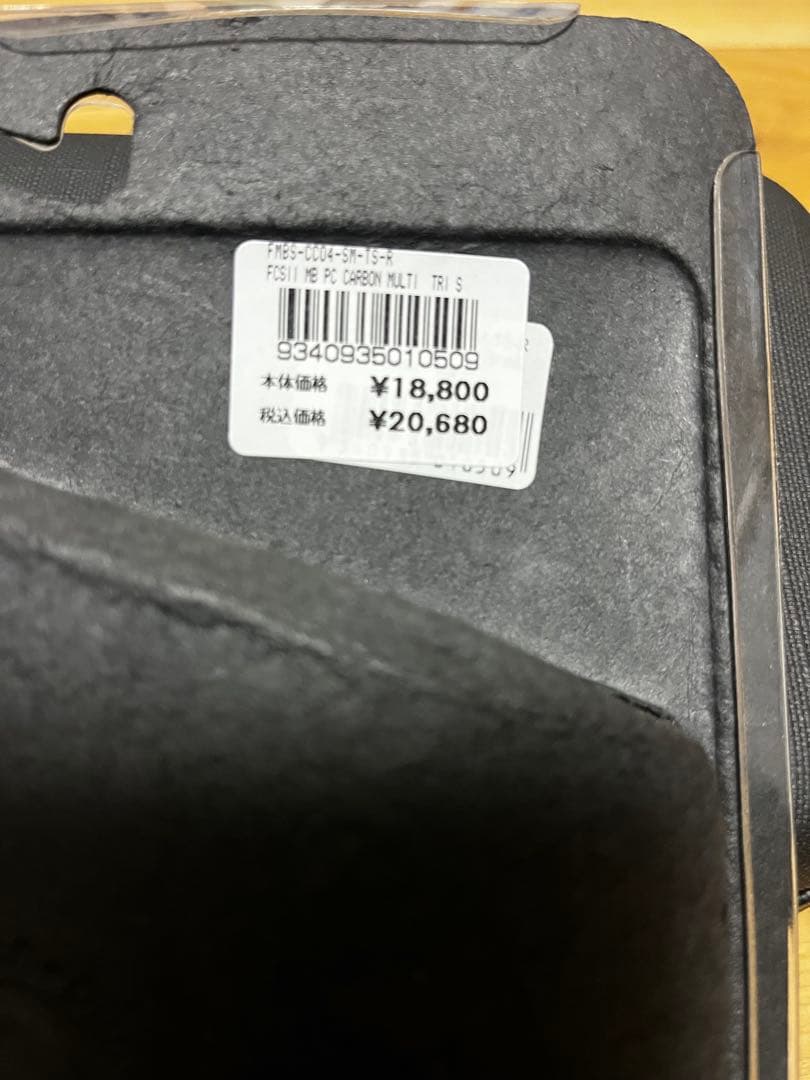 FMBS-CC04-SM-TS-R
FCSII MB PC CARBON MULTI TRI S
9340935010509
本体価格 ¥18,800
税込価格 ¥20,680
R